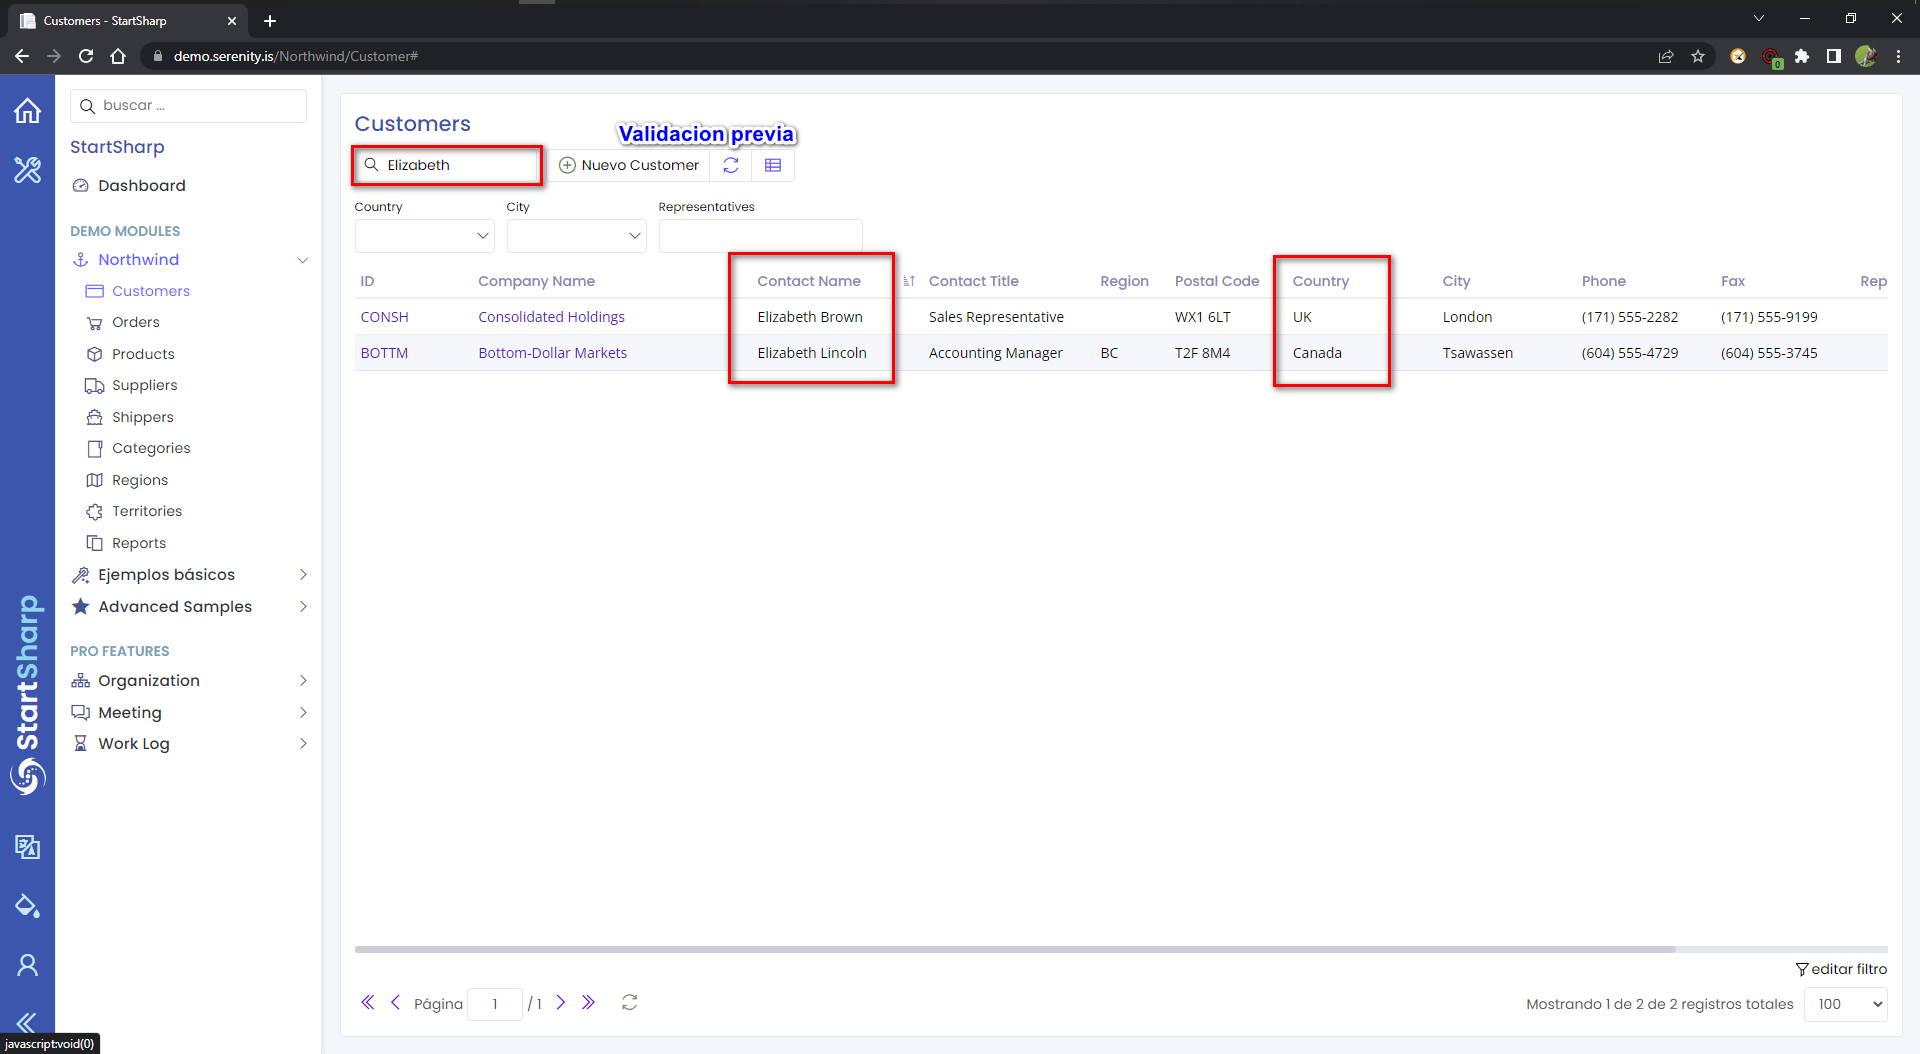 Customers - StartSharp
demo.serenity.is/Northwind/Customer#
0
buscar ...
StartSharp
Dashboard
DEMO MODULES
Northwind
Customers
Orders
Products
Suppliers
Shippers
Categories
Regions
Territories
Reports
Ejemplos básicos
Advanced Samples
PRO FEATURES
Organization
Meeting
Work Log
StartSharp
javascript:void(0)
Customers
Validacion previa
Elizabeth
Nuevo Customer
Country City Representatives
ID Company Name Contact Name Contact Title Region Postal Code Country City Phone Fax Rep
CONSH Consolidated Holdings Elizabeth Brown Sales Representative WX1 6LT UK London (171) 555-2282 (171) 555-9199
BOTTM Bottom-Dollar Markets Elizabeth Lincoln Accounting Manager BC T2F 8M4 Canada Tsawassen (604) 555-4729 (604) 555-3745
editar filtro
Página 1 / 1
Mostrando 1 de 2 de 2 registros totales 100